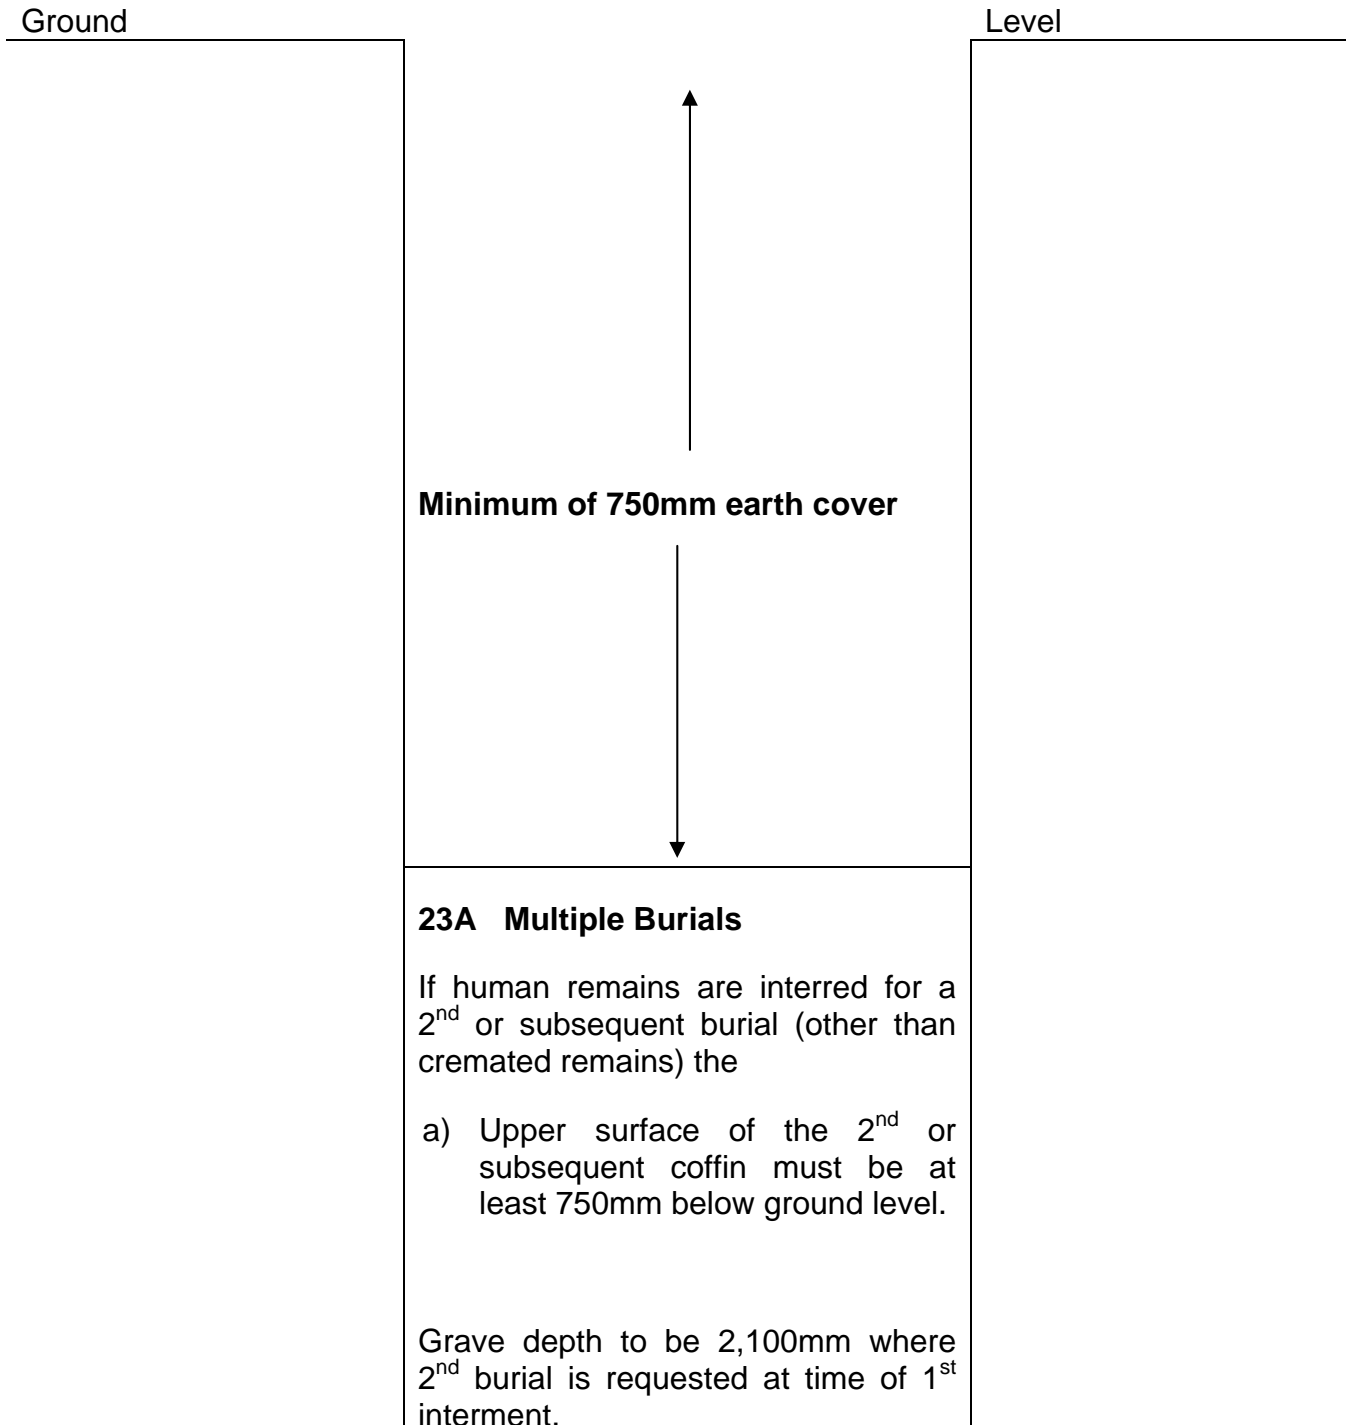 Ground Level
Minimum of 750mm earth cover
23A Multiple Burials
If human remains are interred for a
2nd or subsequent burial (other than
cremated remains) the
a) Upper surface of the 2nd or
subsequent coffin must be at
least 750mm below ground level.
Grave depth to be 2,100mm where
2nd burial is requested at time of 1st
interment.